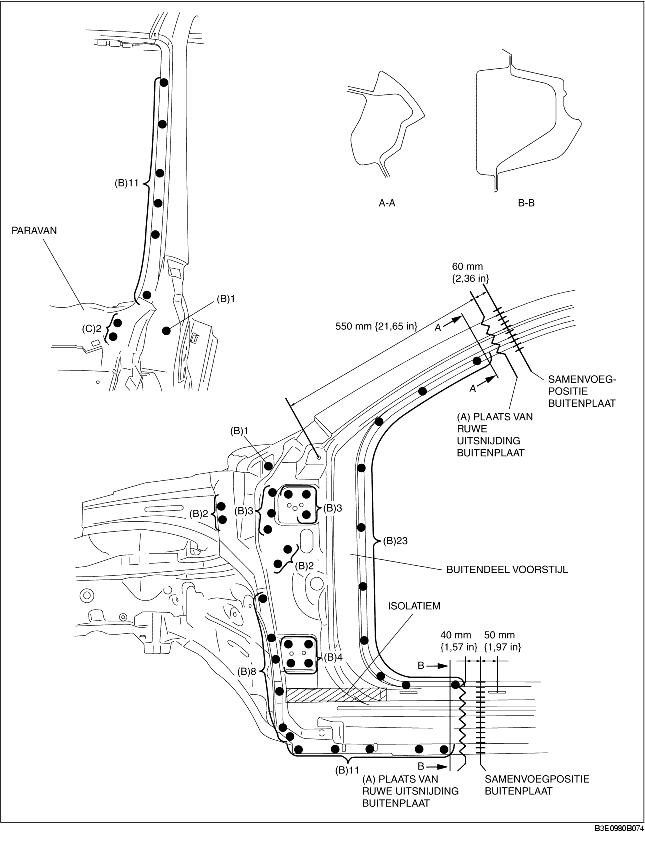 (B)11
PARAVAN
(B)1
(C)2
A-A
B-B
60 mm
{2,36 in}
550 mm {21,65 in}
A
A
SAMENVOEG-
POSITIE
BUITENPLAAT
(A) PLAATS VAN
RUWE
UITSNIJDING
BUITENPLAAT
(B)1
(B)2
(B)3
(B)3
(B)23
(B)2
BUITENDEEL VOORSTIJL
ISOLATIEM
40 mm
{1,57 in}
50 mm
{1,97 in}
B
(B)4
(B)8
B
(B)11
(A) PLAATS VAN
RUWE UITSNIJDING
BUITENPLAAT
SAMENVOEGPOSITIE
BUITENPLAAT
B3E0980B074